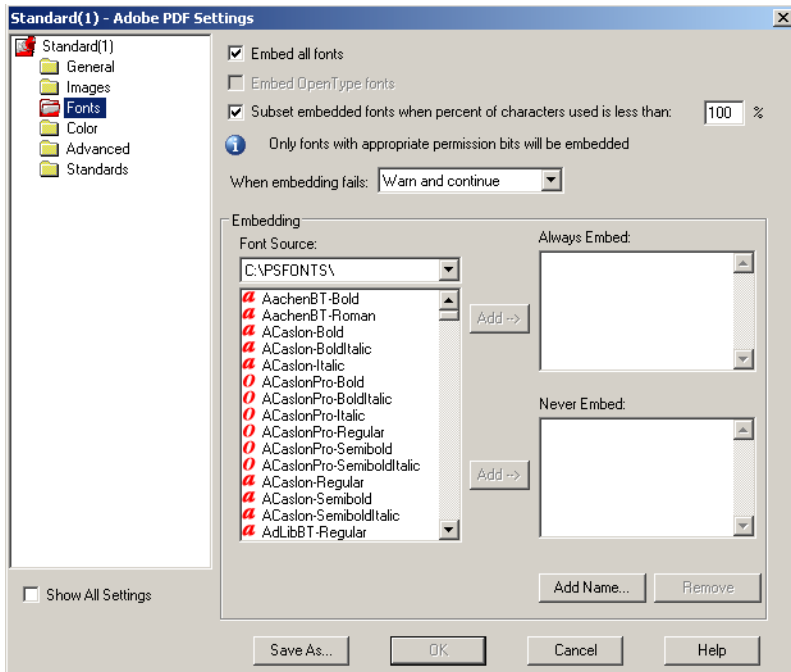 Standard(1) - Adobe PDF Settings
Standard(1)
General
Images
Fonts
Color
Advanced
Standards
Show All Settings
Embed all fonts
Embed OpenType fonts
Subset embedded fonts when percent of characters used is less than: 100 %
Only fonts with appropriate permission bits will be embedded
When embedding fails: Warn and continue
Embedding
Font Source:
C:\PSFONTS\
AachenBT-Bold
AachenBT-Roman
ACaslon-Bold
ACaslon-BoldItalic
ACaslon-Italic
ACaslonPro-Bold
ACaslonPro-BoldItalic
ACaslonPro-Italic
ACaslonPro-Regular
ACaslonPro-Semibold
ACaslonPro-SemiboldItalic
ACaslon-Regular
ACaslon-Semibold
ACaslon-SemiboldItalic
AdLibBT-Regular
Add -->
Add -->
Always Embed:
Never Embed:
Add Name... Remove
Save As... OK Cancel Help